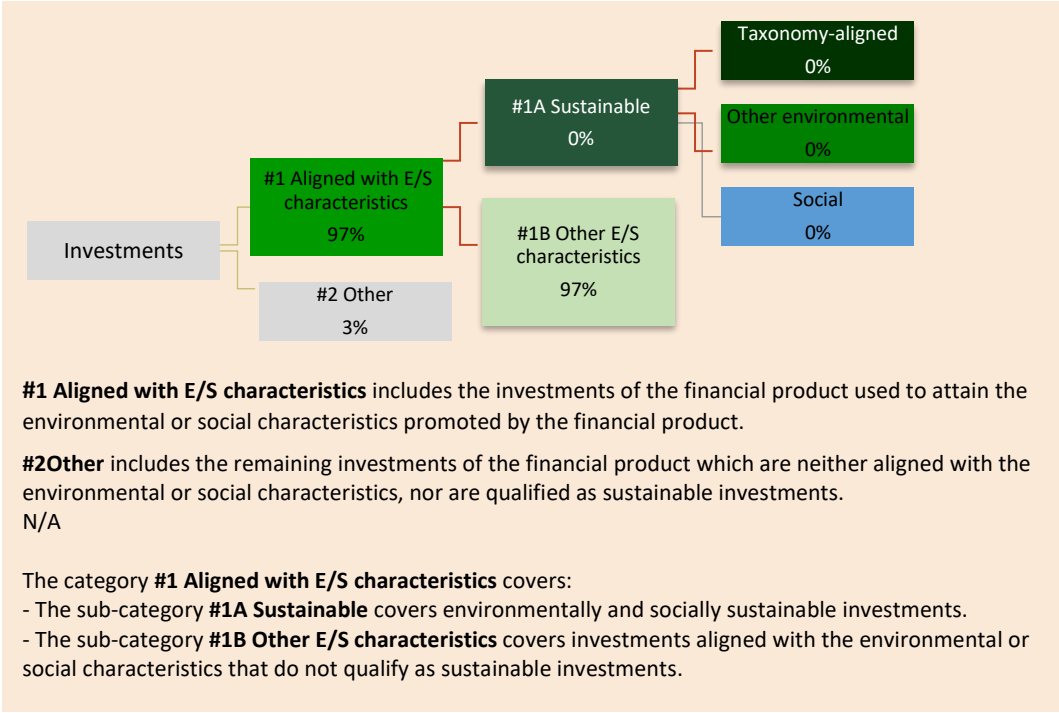 Taxonomy-aligned
0%
#1A Sustainable
0%
Other environmental
0%
#1 Aligned with E/S
characteristics
97%
Social
0%
Investments
#1B Other E/S
characteristics
97%
#2 Other
3%
#1 Aligned with E/S characteristics includes the investments of the financial product used to attain the
environmental or social characteristics promoted by the financial product.
#2Other includes the remaining investments of the financial product which are neither aligned with the
environmental or social characteristics, nor are qualified as sustainable investments.
N/A
The category #1 Aligned with E/S characteristics covers:
- The sub-category #1A Sustainable covers environmentally and socially sustainable investments.
- The sub-category #1B Other E/S characteristics covers investments aligned with the environmental or
social characteristics that do not qualify as sustainable investments.